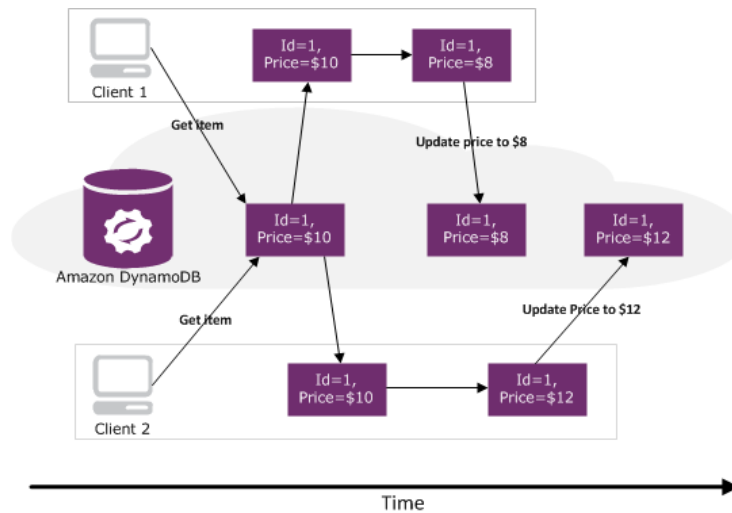 Id=1,
Price=$10
Id=1,
Price=$8
Client 1
Get item
Update price to $8
Id=1,
Price=$10
Id=1,
Price=$8
Id=1,
Price=$12
Amazon DynamoDB
Get item
Update Price to $12
Id=1,
Price=$10
Id=1,
Price=$12
Client 2
Time